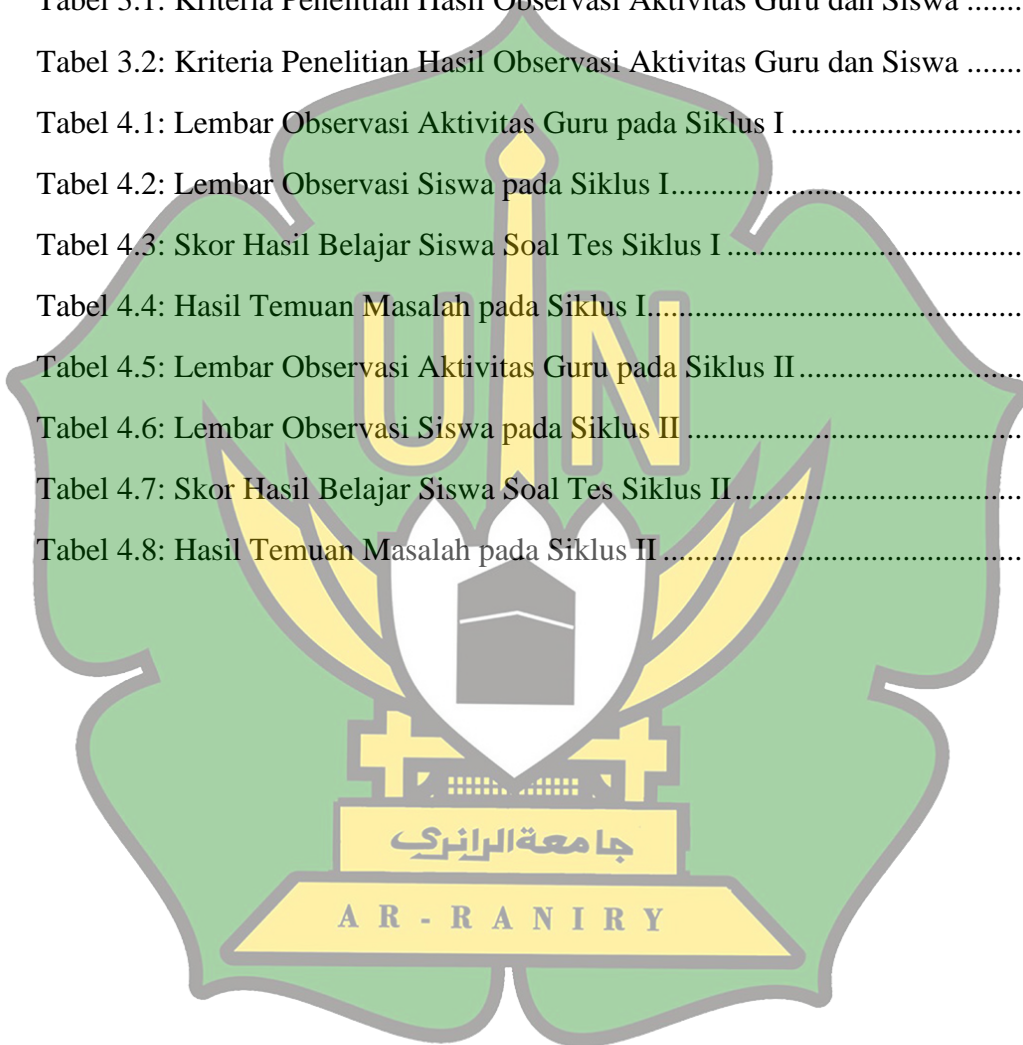 Tabel 3.1: Kriteria Penelitian Hasil Observasi Aktivitas Guru dan Siswa .......
Tabel 3.2: Kriteria Penelitian Hasil Observasi Aktivitas Guru dan Siswa .......
Tabel 4.1: Lembar Observasi Aktivitas Guru pada Siklus I .............................
Tabel 4.2: Lembar Observasi Siswa pada Siklus I............................................
Tabel 4.3: Skor Hasil Belajar Siswa Soal Tes Siklus I .....................................
Tabel 4.4: Hasil Temuan Masalah pada Siklus I..............................................
Tabel 4.5: Lembar Observasi Aktivitas Guru pada Siklus II ............................
Tabel 4.6: Lembar Observasi Siswa pada Siklus II ..........................................
Tabel 4.7: Skor Hasil Belajar Siswa Soal Tes Siklus II....................................
Tabel 4.8: Hasil Temuan Masalah pada Siklus II .............................................
UIN
جامعة الرانري
AR-RANIRY